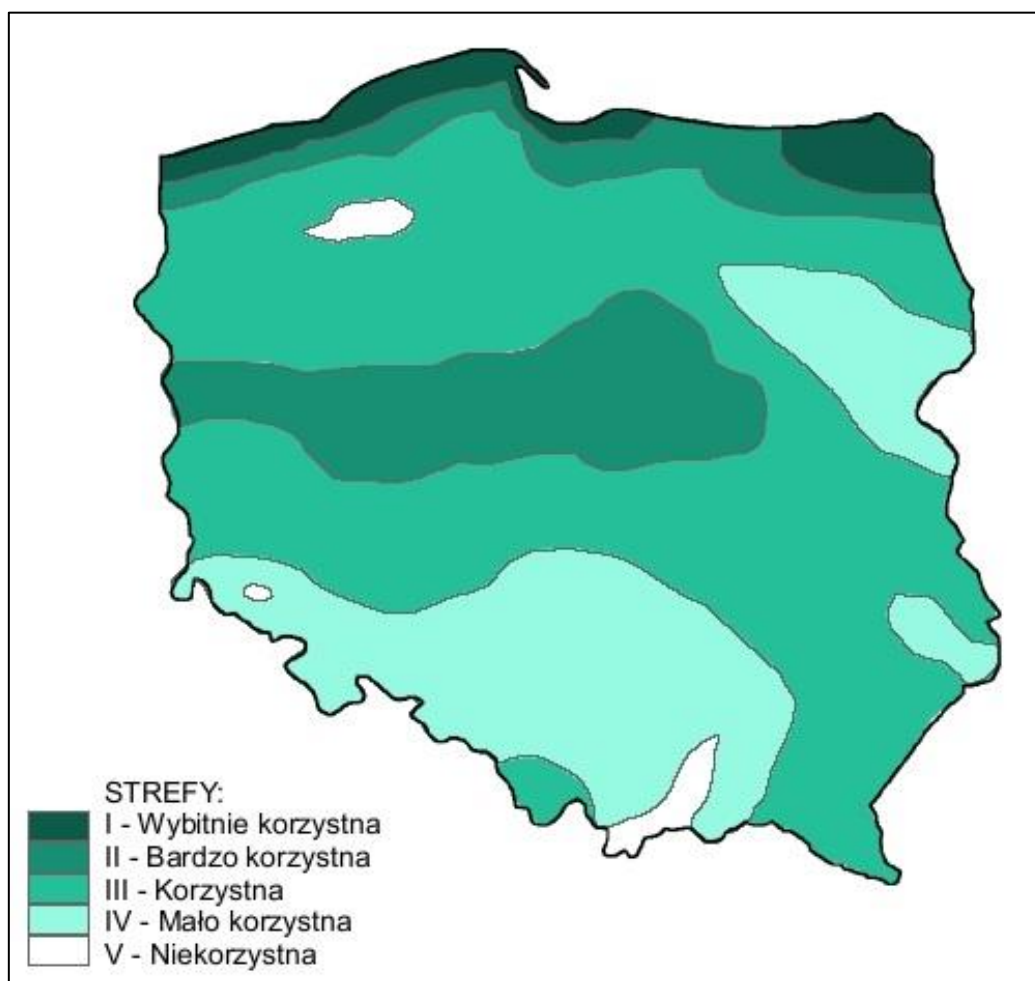 STREFY:
I - Wybitnie korzystna
II - Bardzo korzystna
III - Korzystna
IV - Mało korzystna
V - Niekorzystna